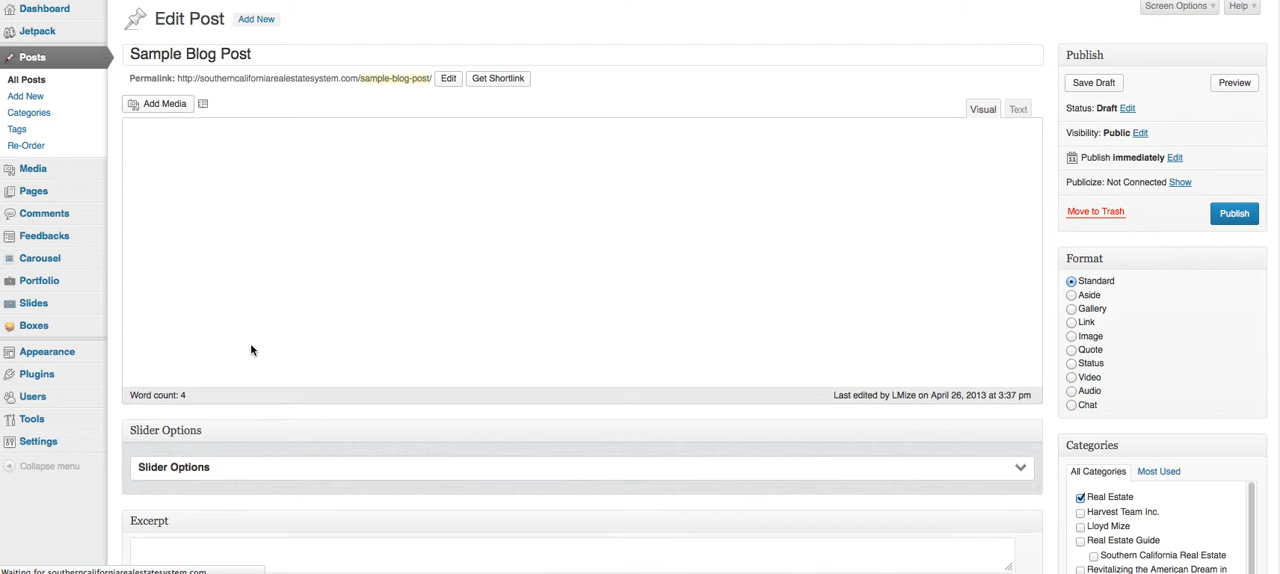 Dashboard
Jetpack
Posts
All Posts
Add New
Categories
Tags
Re-Order
Media
Pages
Comments
Feedbacks
Carousel
Portfolio
Slides
Boxes
Appearance
Plugins
Users
Tools
Settings
Collapse menu
Screen Options
Help
Edit Post Add New
Sample Blog Post
Permalink: http://southerncaliforniarealestatesystem.com/sample-blog-post/ Edit Get Shortlink
Add Media
Visual Text
Word count: 4 Last edited by LMize on April 26, 2013 at 3:37 pm
Slider Options
Slider Options
Excerpt
Publish
Save Draft Preview
Status: Draft Edit
Visibility: Public Edit
Publish immediately Edit
Publicize: Not Connected Show
Move to Trash Publish
Format
Standard
Aside
Gallery
Link
Image
Quote
Status
Video
Audio
Chat
Categories
All Categories Most Used
Real Estate
Harvest Team Inc.
Lloyd Mize
Real Estate Guide
Southern California Real Estate
Revitalizing the American Dream in
Waiting for southerncaliforniarealestatesystem.com